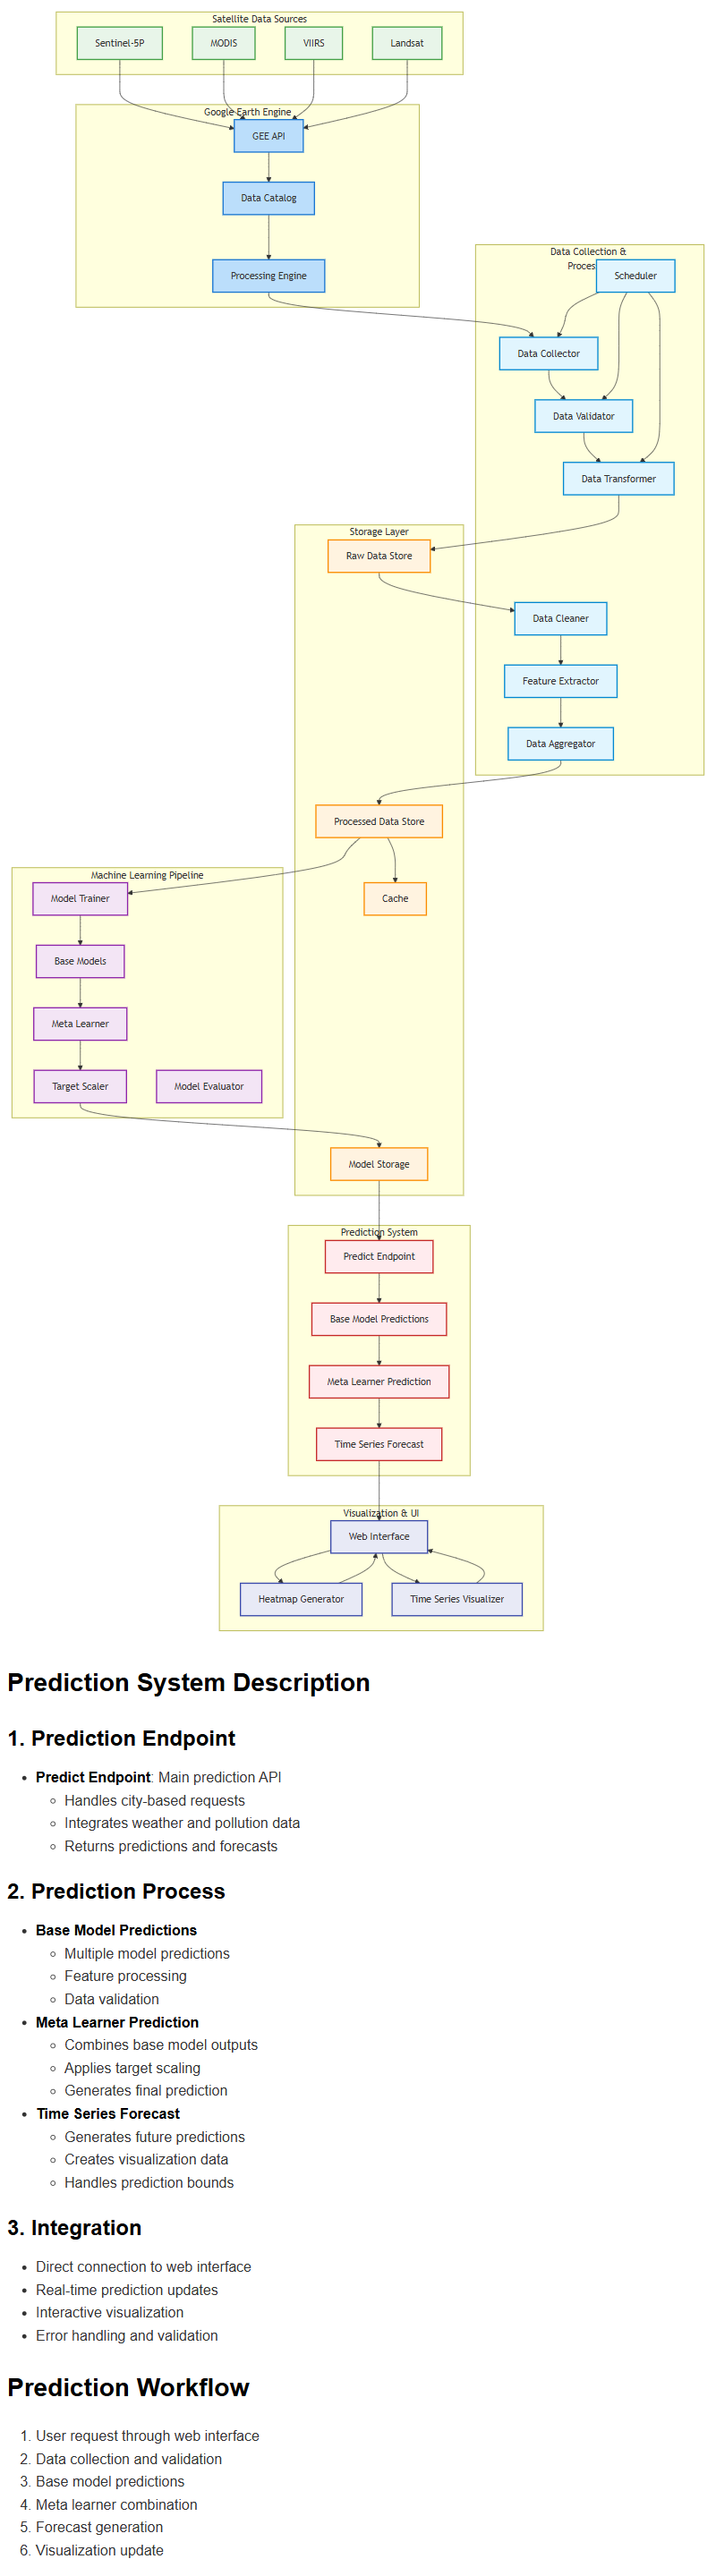 Satellite Data Sources
Sentinel-5P
MODIS
VIIRS
Landsat
Google Earth Engine
GEE API
Data Catalog
Processing Engine
Data Collection &
Proces
Scheduler
Data Collector
Data Validator
Data Transformer
Storage Layer
Raw Data Store
Data Cleaner
Feature Extractor
Data Aggregator
Processed Data Store
Cache
Machine Learning Pipeline
Model Trainer
Base Models
Meta Learner
Target Scaler
Model Evaluator
Model Storage
Prediction System
Predict Endpoint
Base Model Predictions
Meta Learner Prediction
Time Series Forecast
Visualization & UI
Web Interface
Heatmap Generator
Time Series Visualizer
Prediction System Description
1. Prediction Endpoint
• Predict Endpoint: Main prediction API
◦ Handles city-based requests
◦ Integrates weather and pollution data
◦ Returns predictions and forecasts
2. Prediction Process
• Base Model Predictions
◦ Multiple model predictions
◦ Feature processing
◦ Data validation
• Meta Learner Prediction
◦ Combines base model outputs
◦ Applies target scaling
◦ Generates final prediction
• Time Series Forecast
◦ Generates future predictions
◦ Creates visualization data
◦ Handles prediction bounds
3. Integration
• Direct connection to web interface
• Real-time prediction updates
• Interactive visualization
• Error handling and validation
Prediction Workflow
1. User request through web interface
2. Data collection and validation
3. Base model predictions
4. Meta learner combination
5. Forecast generation
6. Visualization update